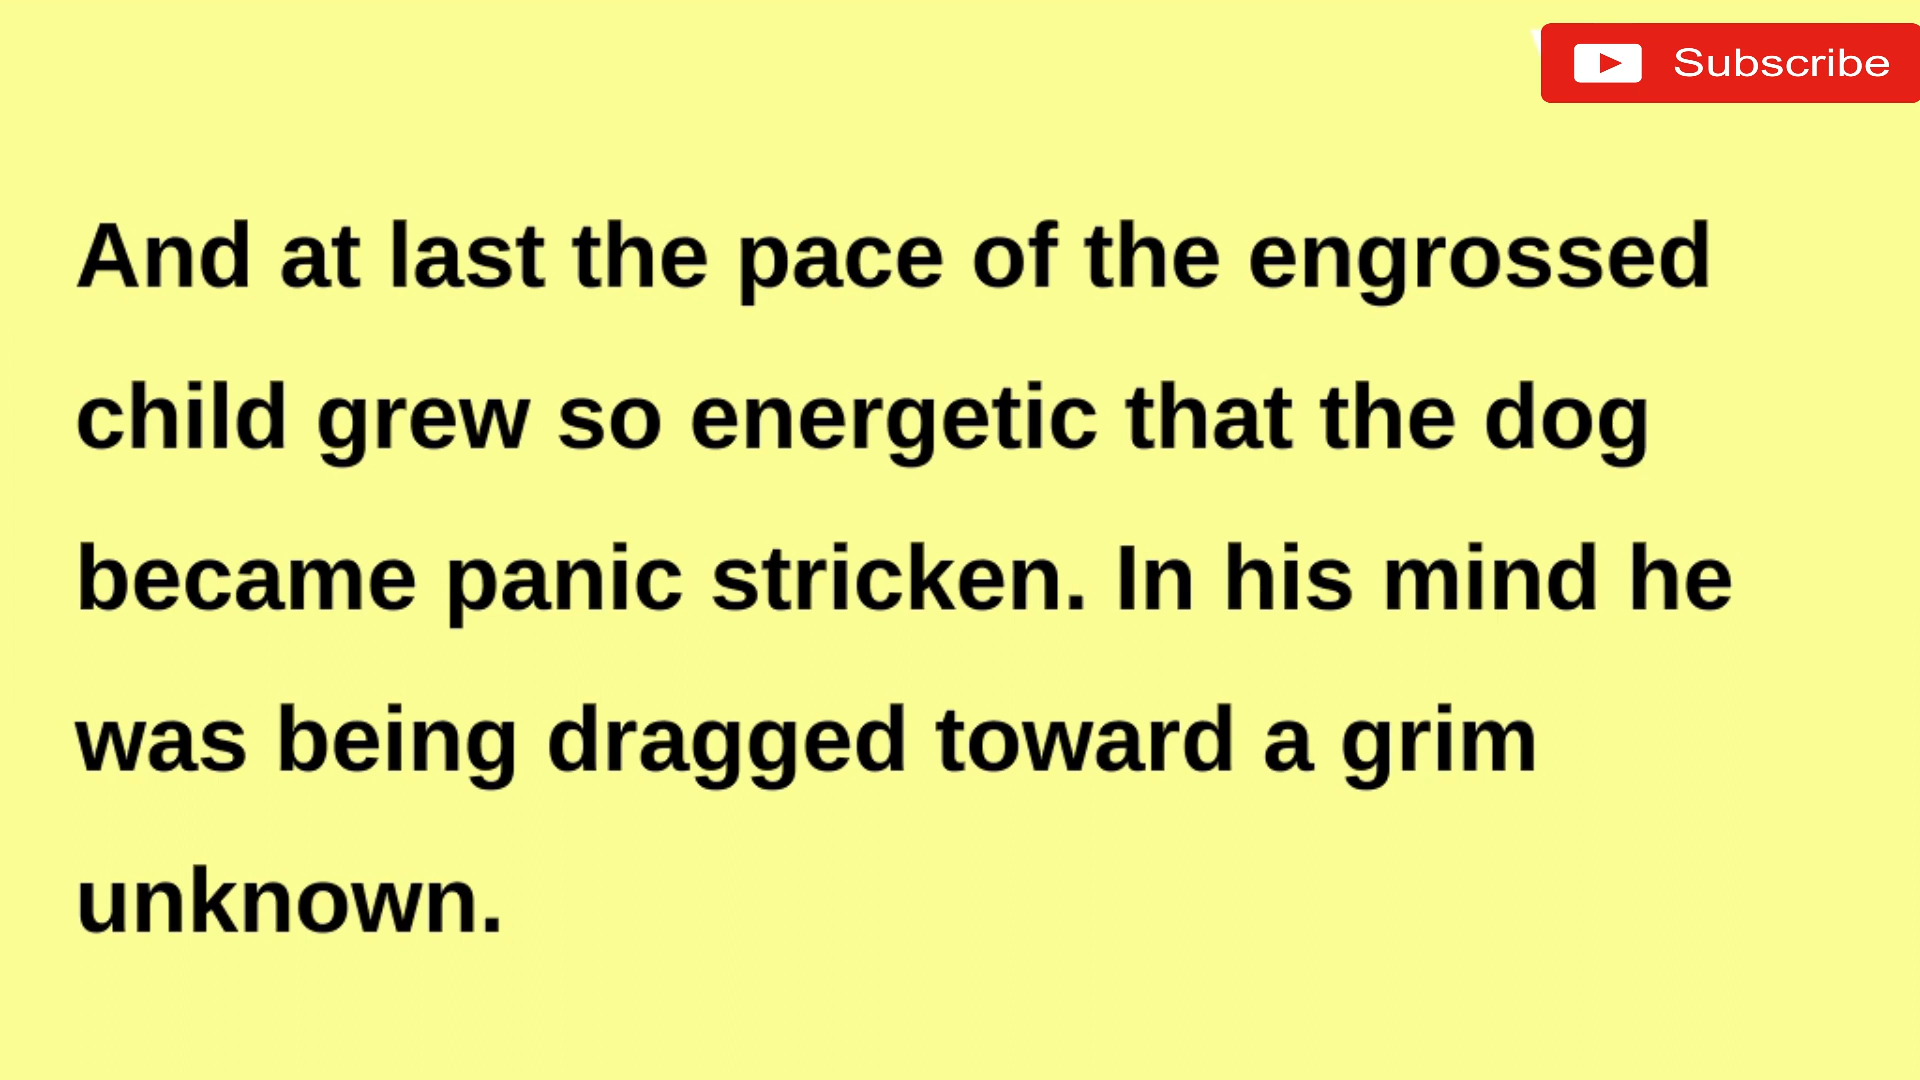 Subscribe
And at last the pace of the engrossed
child grew so energetic that the dog
became panic stricken. In his mind he
was being dragged toward a grim
unknown.